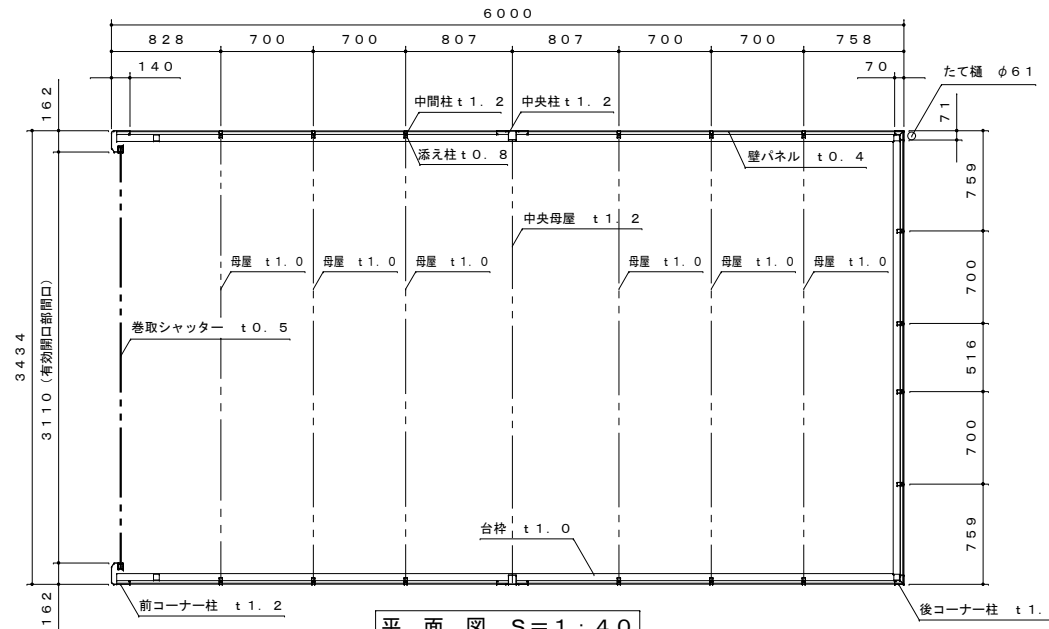 ６０００
８２８　７００　７００　８０７　８０７　７００　７００　７５８
１４０　７０　たて樋　φ６１
１６２　７１
中間柱ｔ１．２　中央柱ｔ１．２
添え柱ｔ０．８　壁パネル　ｔ０．４
７５９
中央母屋　ｔ１．２
母屋　ｔ１．０　母屋　ｔ１．０　母屋　ｔ１．０　母屋　ｔ１．０　母屋　ｔ１．０　母屋　ｔ１．０
７００
巻取シャッター　ｔ０．５
３４３４
３１１０（有効開口部間口）
５１６
７００
台枠　ｔ１．０
７５９
１６２
前コーナー柱　ｔ１．２
後コーナー柱　ｔ１．
平　面　図　Ｓ＝１：４０